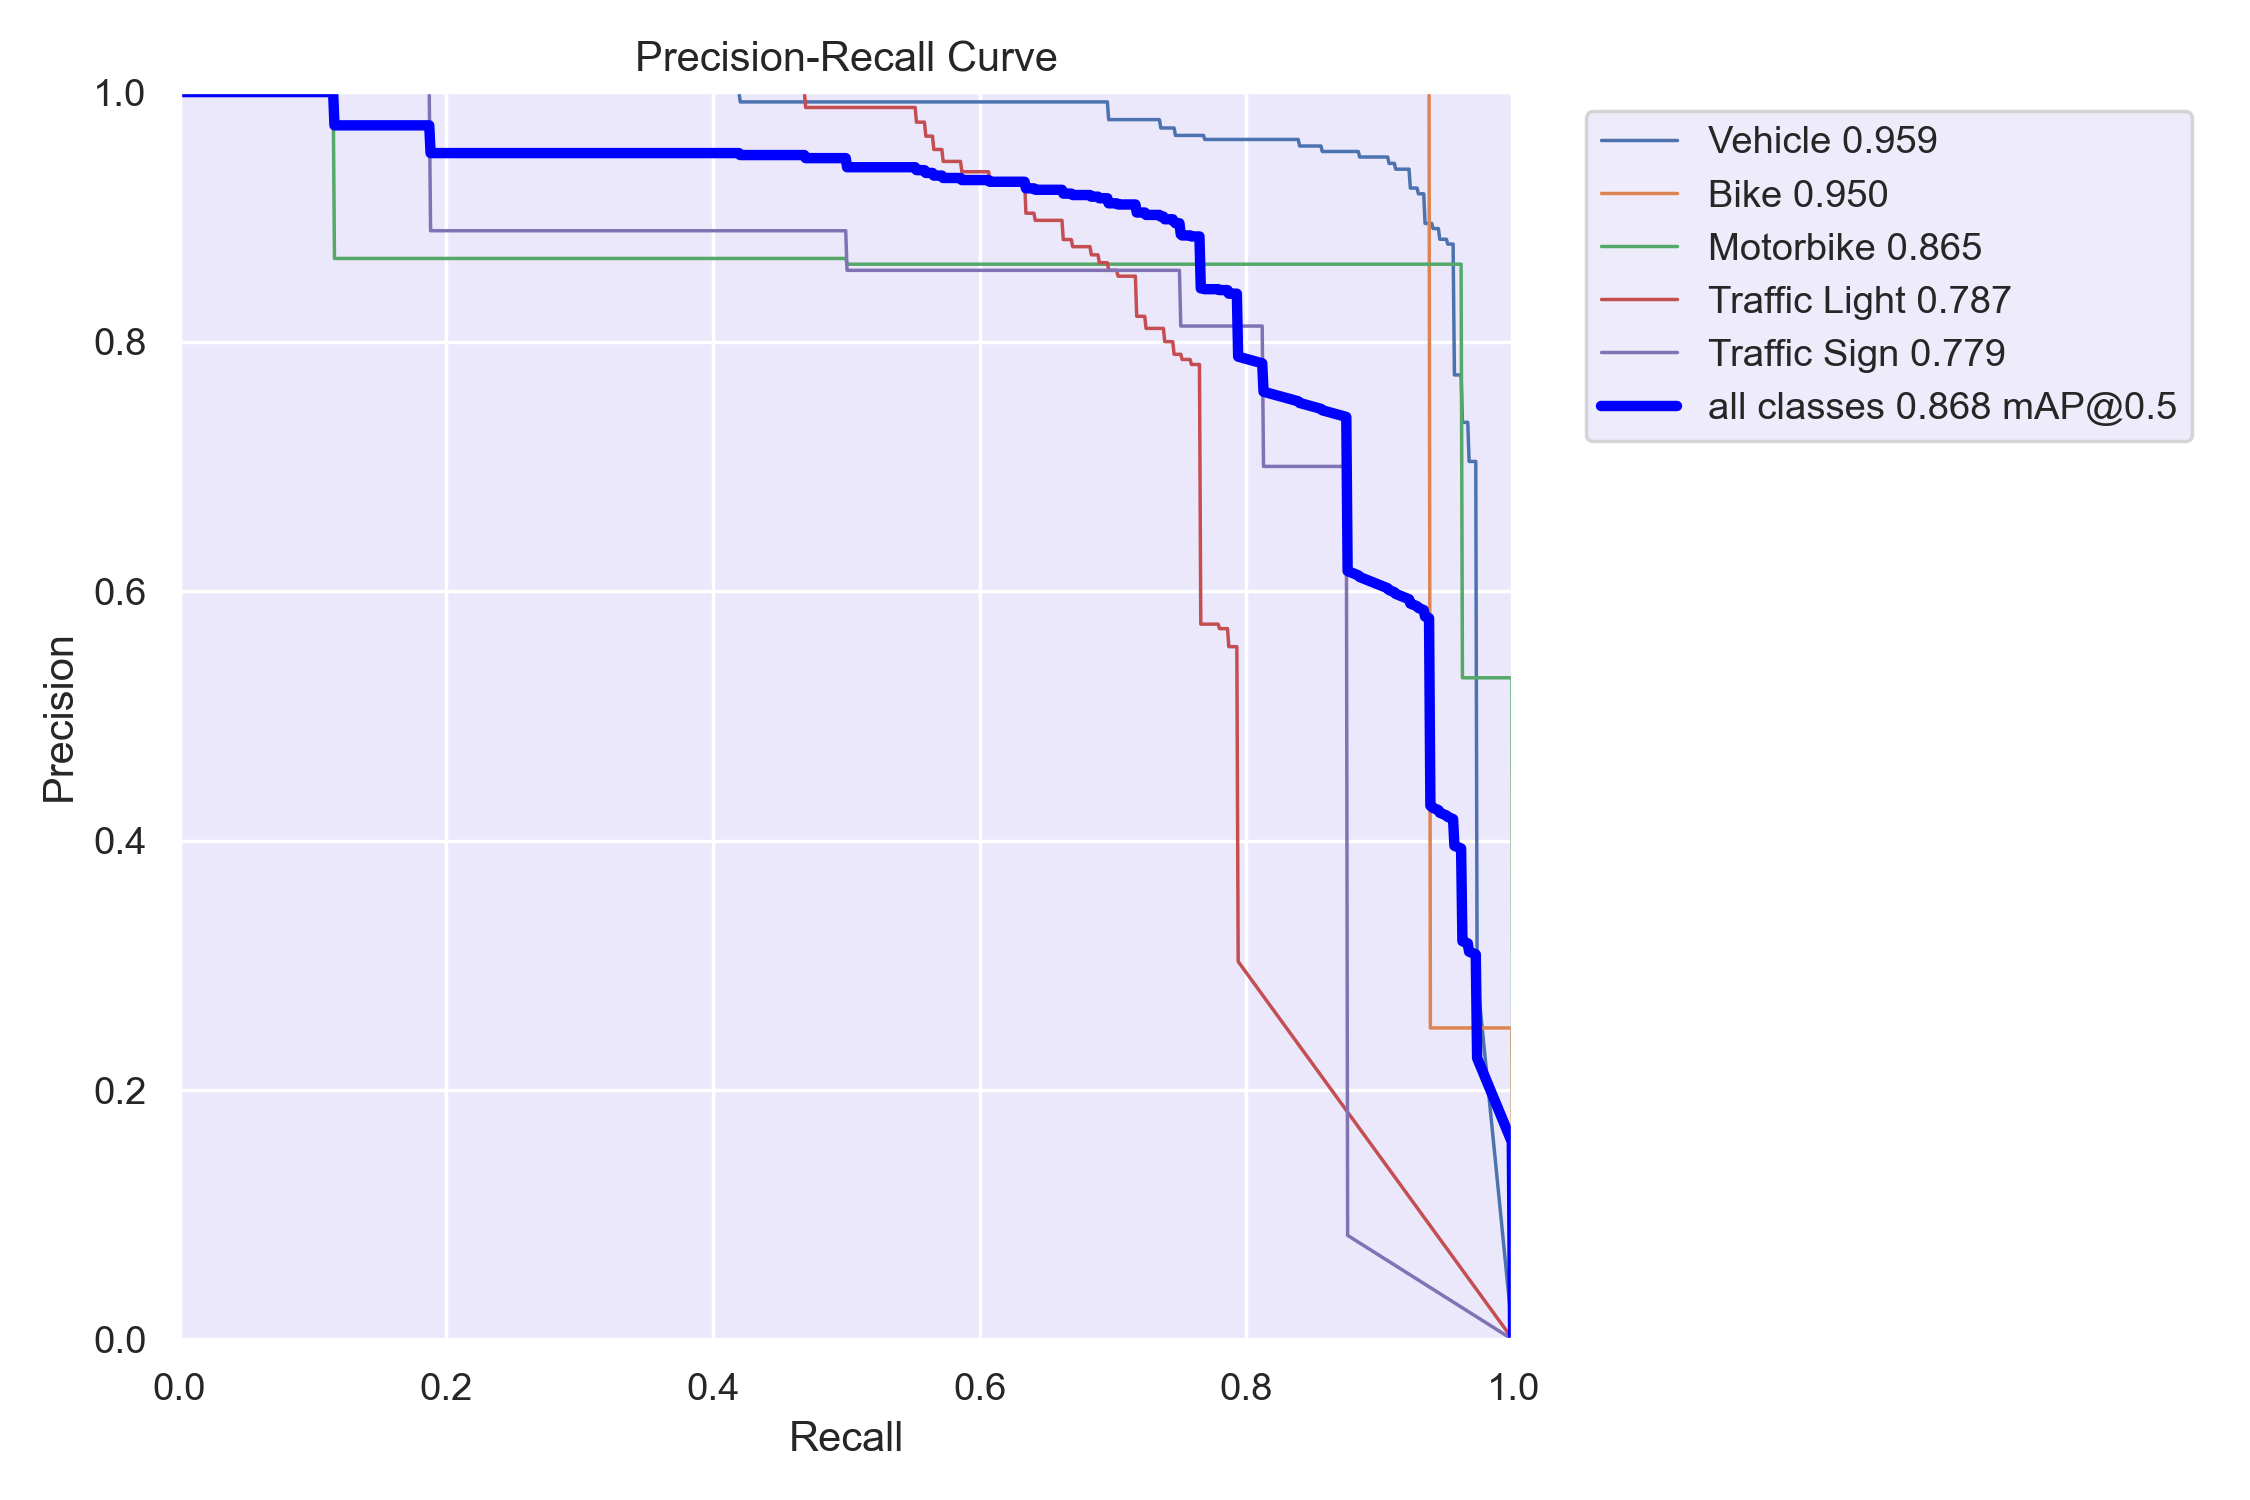 Precision-Recall Curve
1.0
0.8
0.6
0.4
0.2
0.0
Precision
0.0 0.2 0.4 0.6 0.8 1.0
Recall
Vehicle 0.959
Bike 0.950
Motorbike 0.865
Traffic Light 0.787
Traffic Sign 0.779
all classes 0.868 mAP@0.5